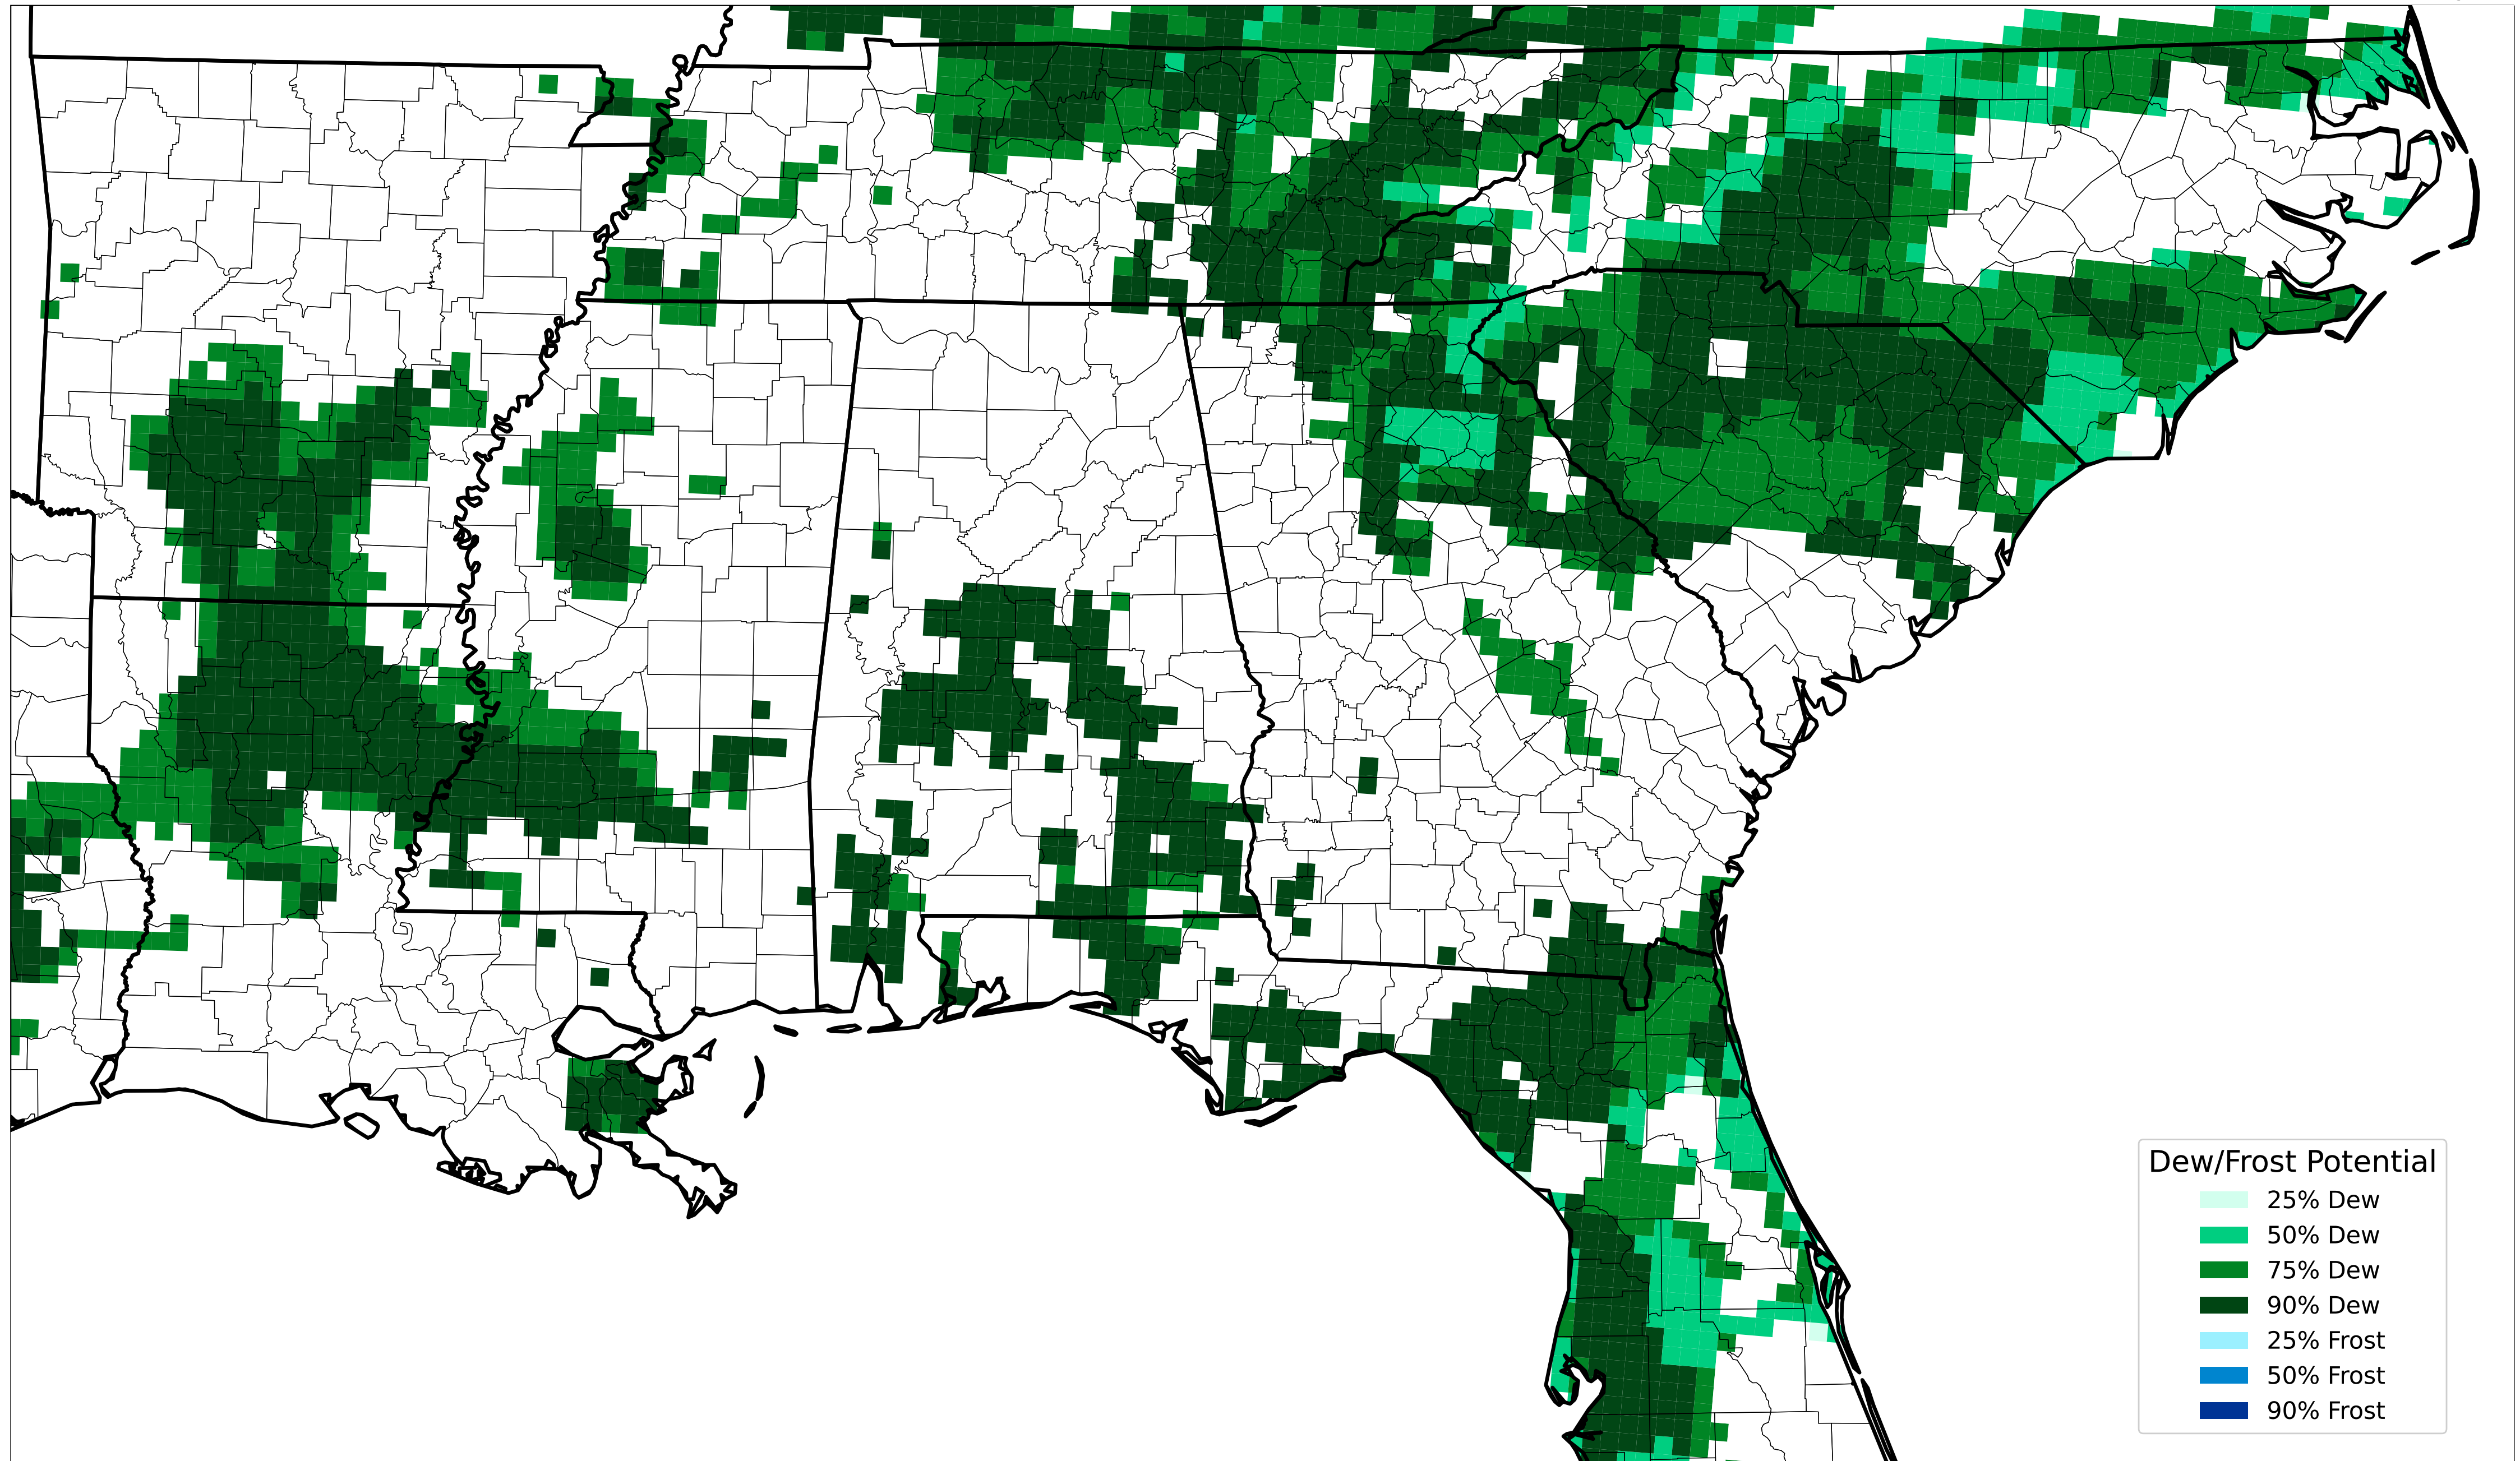 Dew/Frost Potential
25% Dew
50% Dew
75% Dew
90% Dew
25% Frost
50% Frost
90% Frost